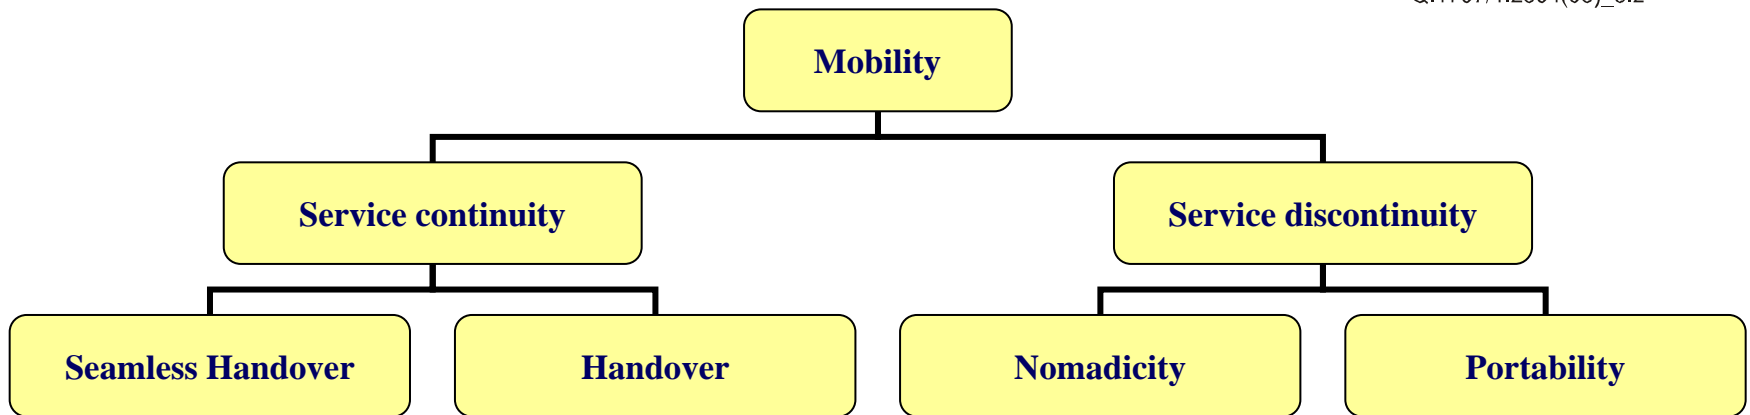 Mobility
Service continuity
Service discontinuity
Seamless Handover
Handover
Nomadicity
Portability